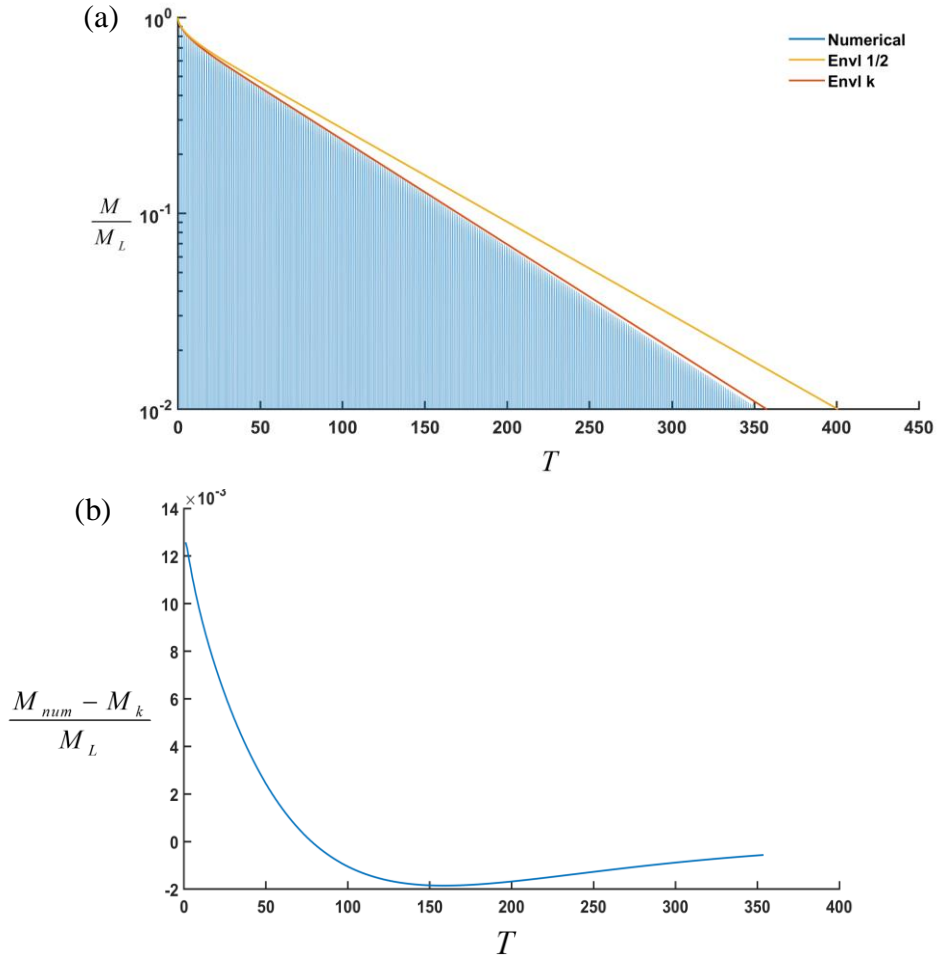 (a)
10^0
10^-1
10^-2
M
M_L
Numerical
Envl 1/2
Envl k
0 50 100 150 200 250 300 350 400 450
T
(b)
×10^-3
14
12
10
8
6
4
2
0
-2
M_num − M_k
M_L
0 50 100 150 200 250 300 350 400
T